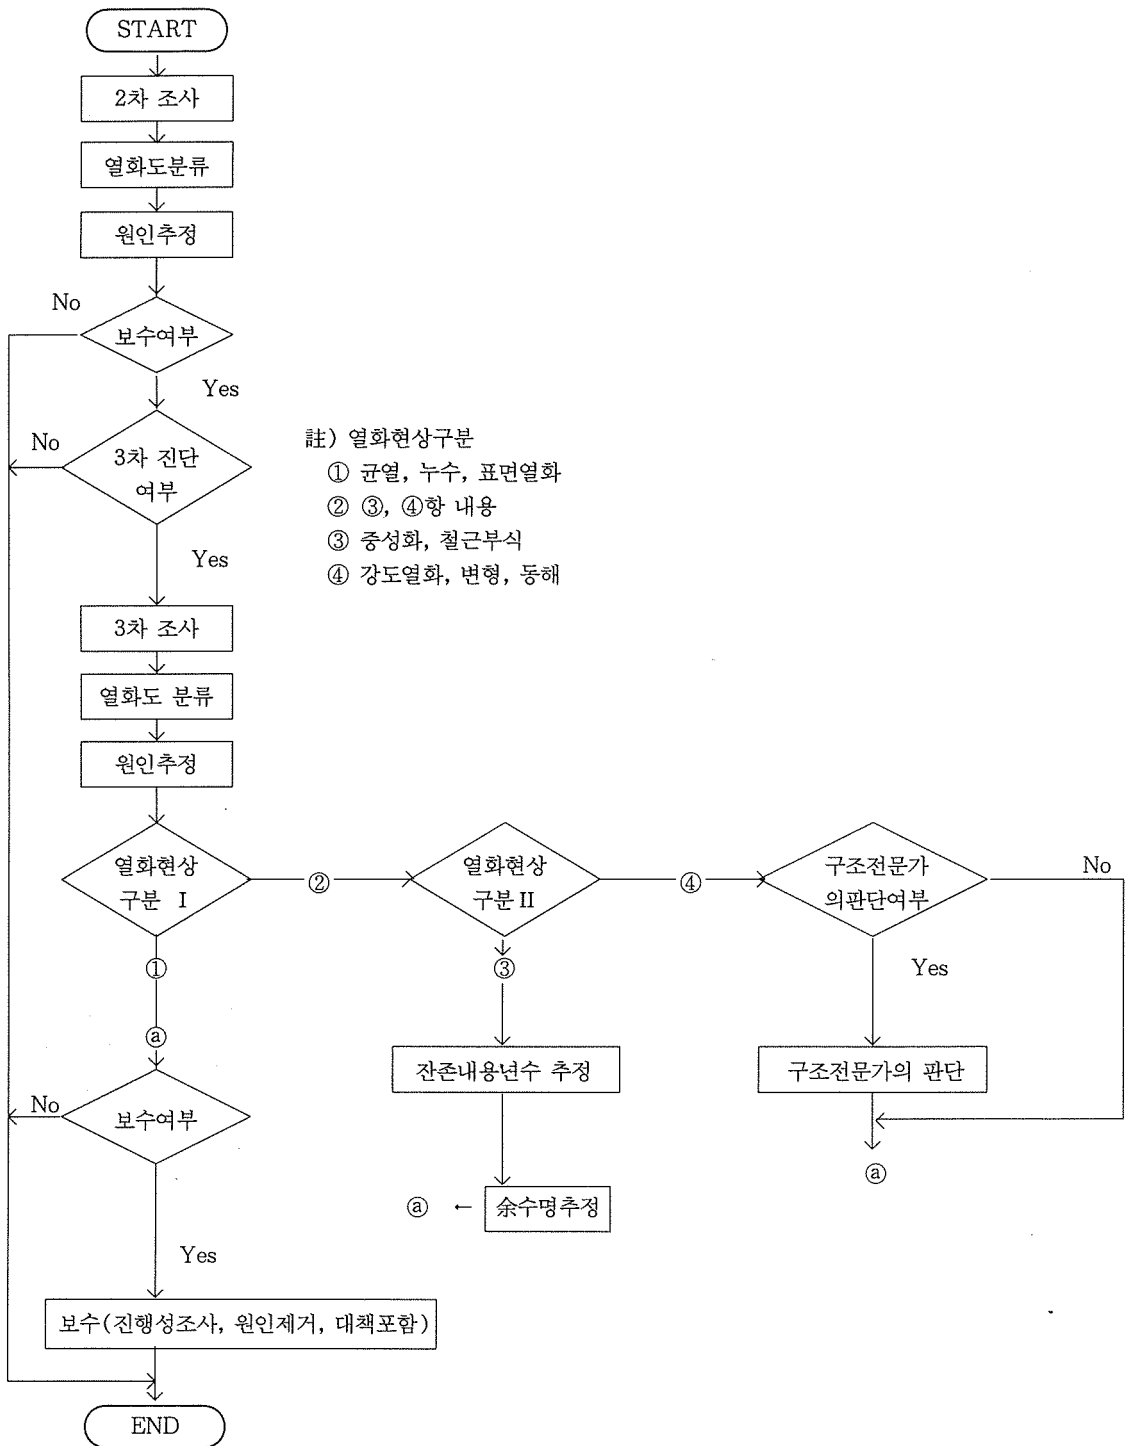 START
2차 조사
열화도분류
원인추정
No
보수여부
Yes
No
3차 진단
여부
Yes
註) 열화현상구분
① 균열, 누수, 표면열화
② ③, ④항 내용
③ 중성화, 철근부식
④ 강도열화, 변형, 동해
3차 조사
열화도 분류
원인추정
열화현상
구분 I
②
열화현상
구분 II
④
구조전문가
의판단여부
No
①
③
Yes
ⓐ
잔존내용년수 추정
구조전문가의 판단
No
보수여부
ⓐ
ⓐ ← 余수명추정
Yes
보수(진행성조사, 원인제거, 대책포함)
END